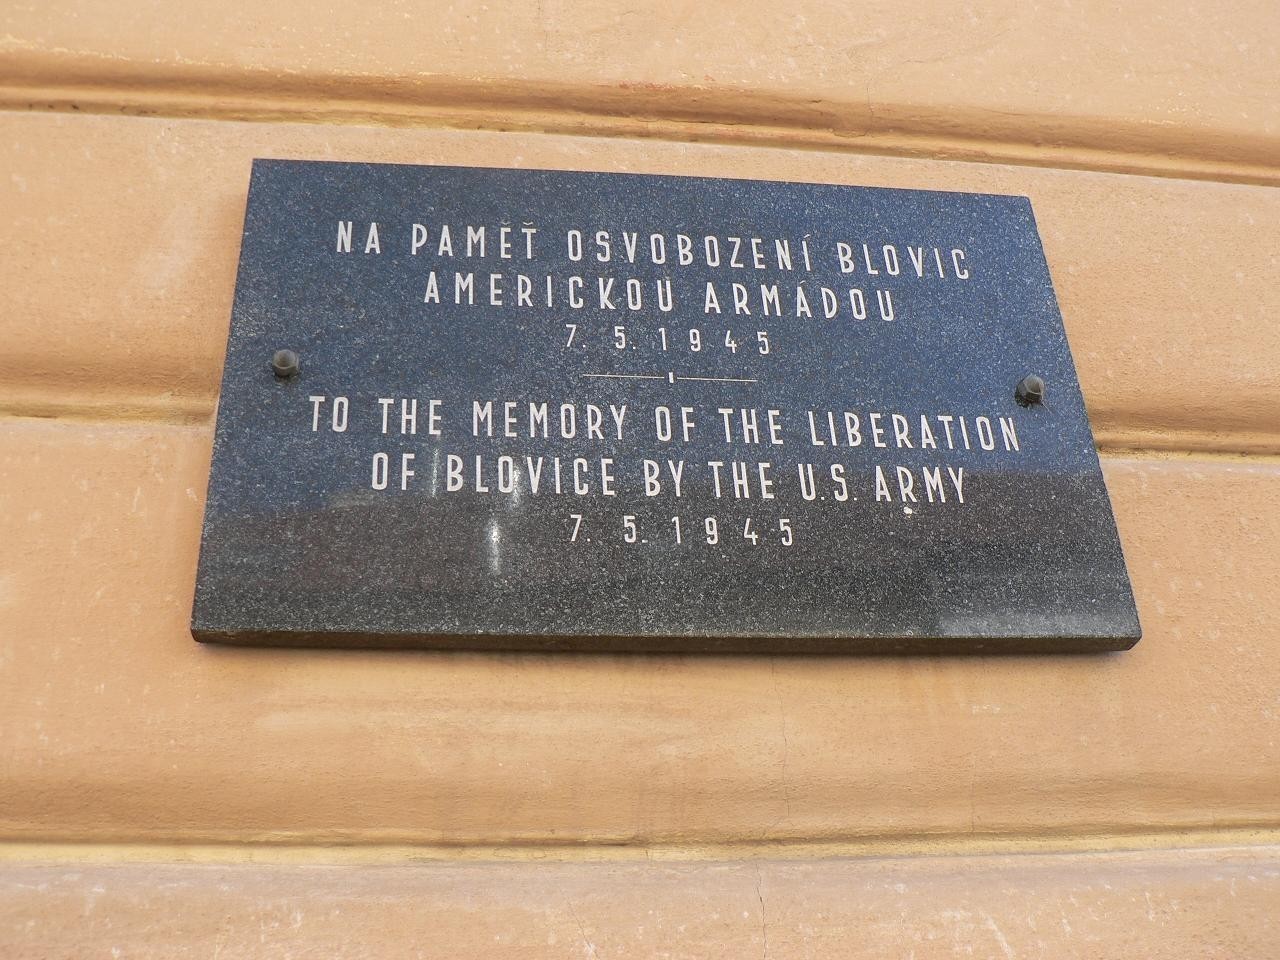 NA PAMĚŤ OSVOBOZENÍ BLOVIC
AMERICKOU ARMÁDOU
7. 5. 1945
TO THE MEMORY OF THE LIBERATION
OF BLOVICE BY THE U.S. ARMY
7. 5. 1945